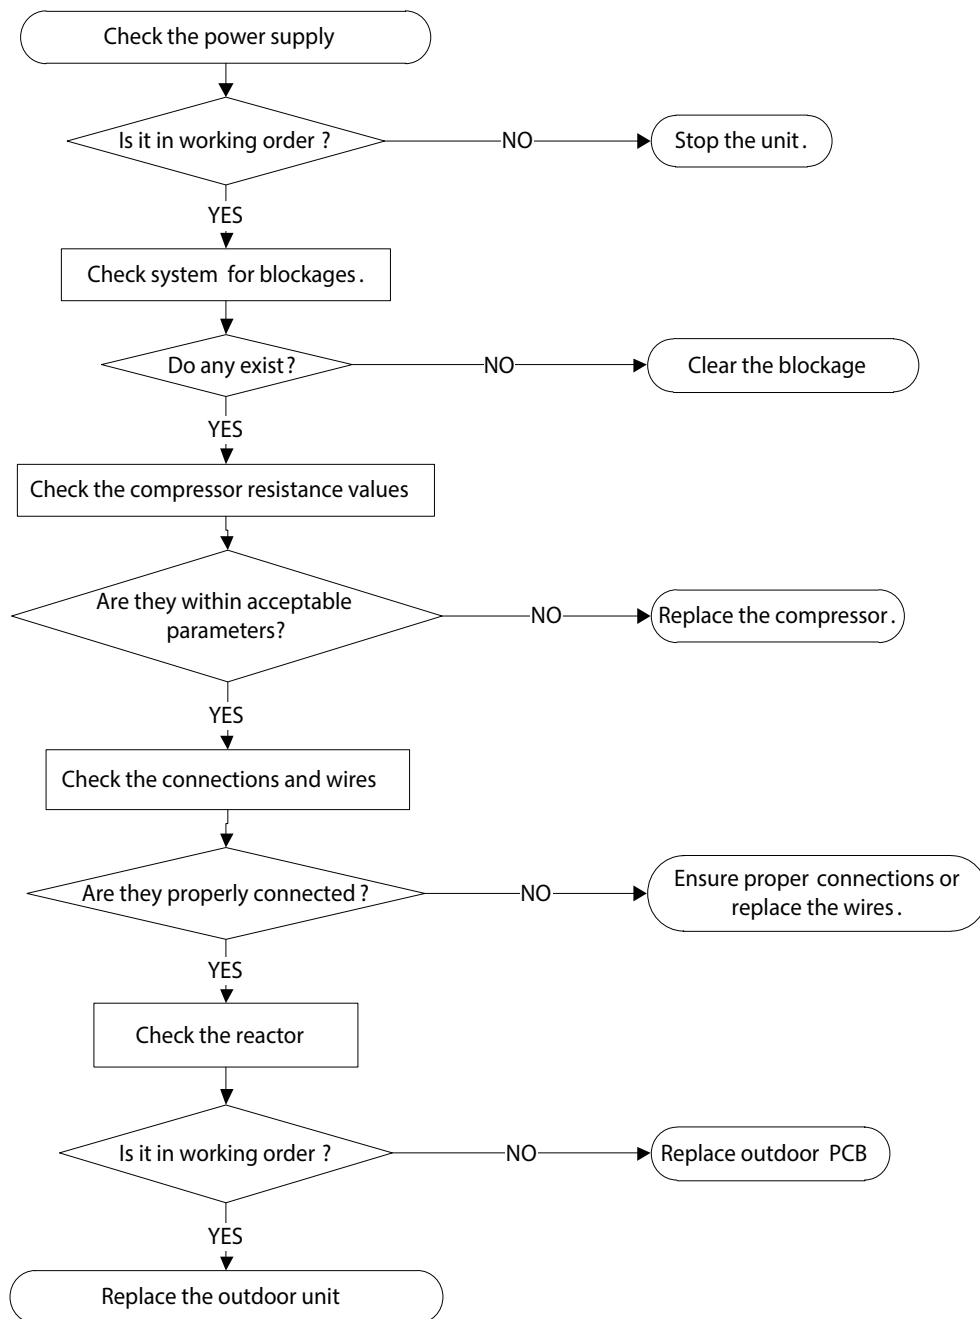 Check the power supply
Is it in working order ?
NO
Stop the unit .
YES
Check system for blockages .
Do any exist ?
NO
Clear the blockage
YES
Check the compressor resistance values
Are they within acceptable
parameters?
NO
Replace the compressor .
YES
Check the connections and wires
Are they properly connected ?
NO
Ensure proper connections or
replace the wires .
YES
Check the reactor
Is it in working order ?
NO
Replace outdoor PCB
YES
Replace the outdoor unit